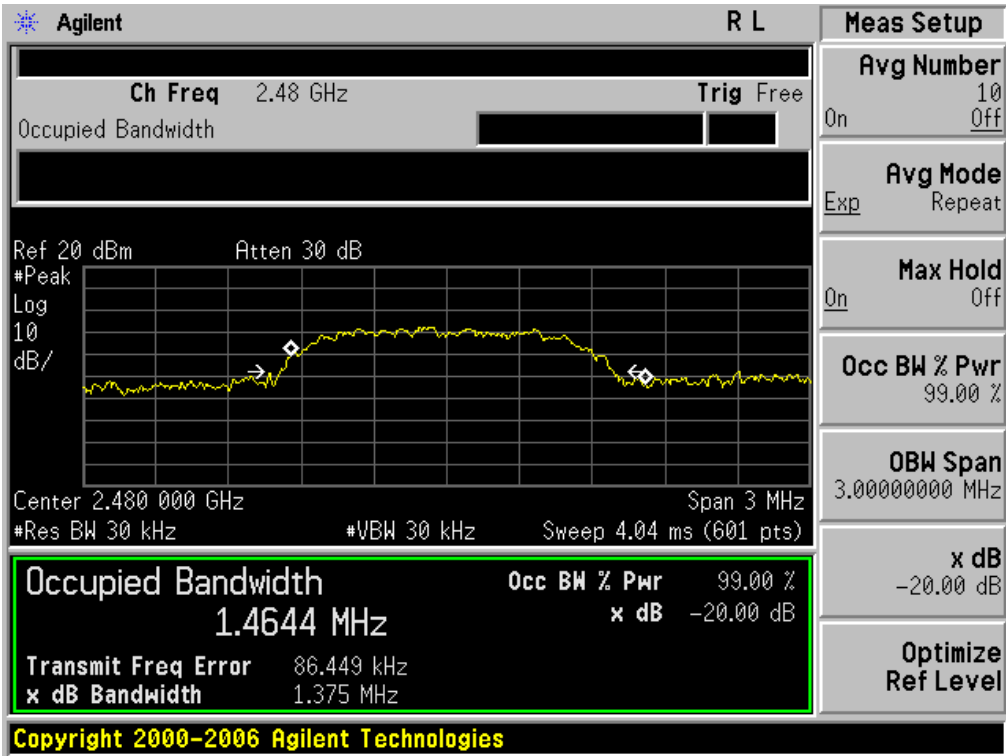 Agilent R L
Meas Setup
Ch Freq 2.48 GHz Trig Free
Occupied Bandwidth
Ref 20 dBm Atten 30 dB
#Peak
Log
10
dB/
Center 2.480 000 GHz Span 3 MHz
#Res BW 30 kHz #VBW 30 kHz Sweep 4.04 ms (601 pts)
Occupied Bandwidth Occ BW % Pwr 99.00 %
1.4644 MHz x dB -20.00 dB
Transmit Freq Error 86.449 kHz
x dB Bandwidth 1.375 MHz
Avg Number
10
On Off
Avg Mode
Exp Repeat
Max Hold
On Off
Occ BW % Pwr
99.00 %
OBW Span
3.00000000 MHz
x dB
-20.00 dB
Optimize
Ref Level
Copyright 2000-2006 Agilent Technologies